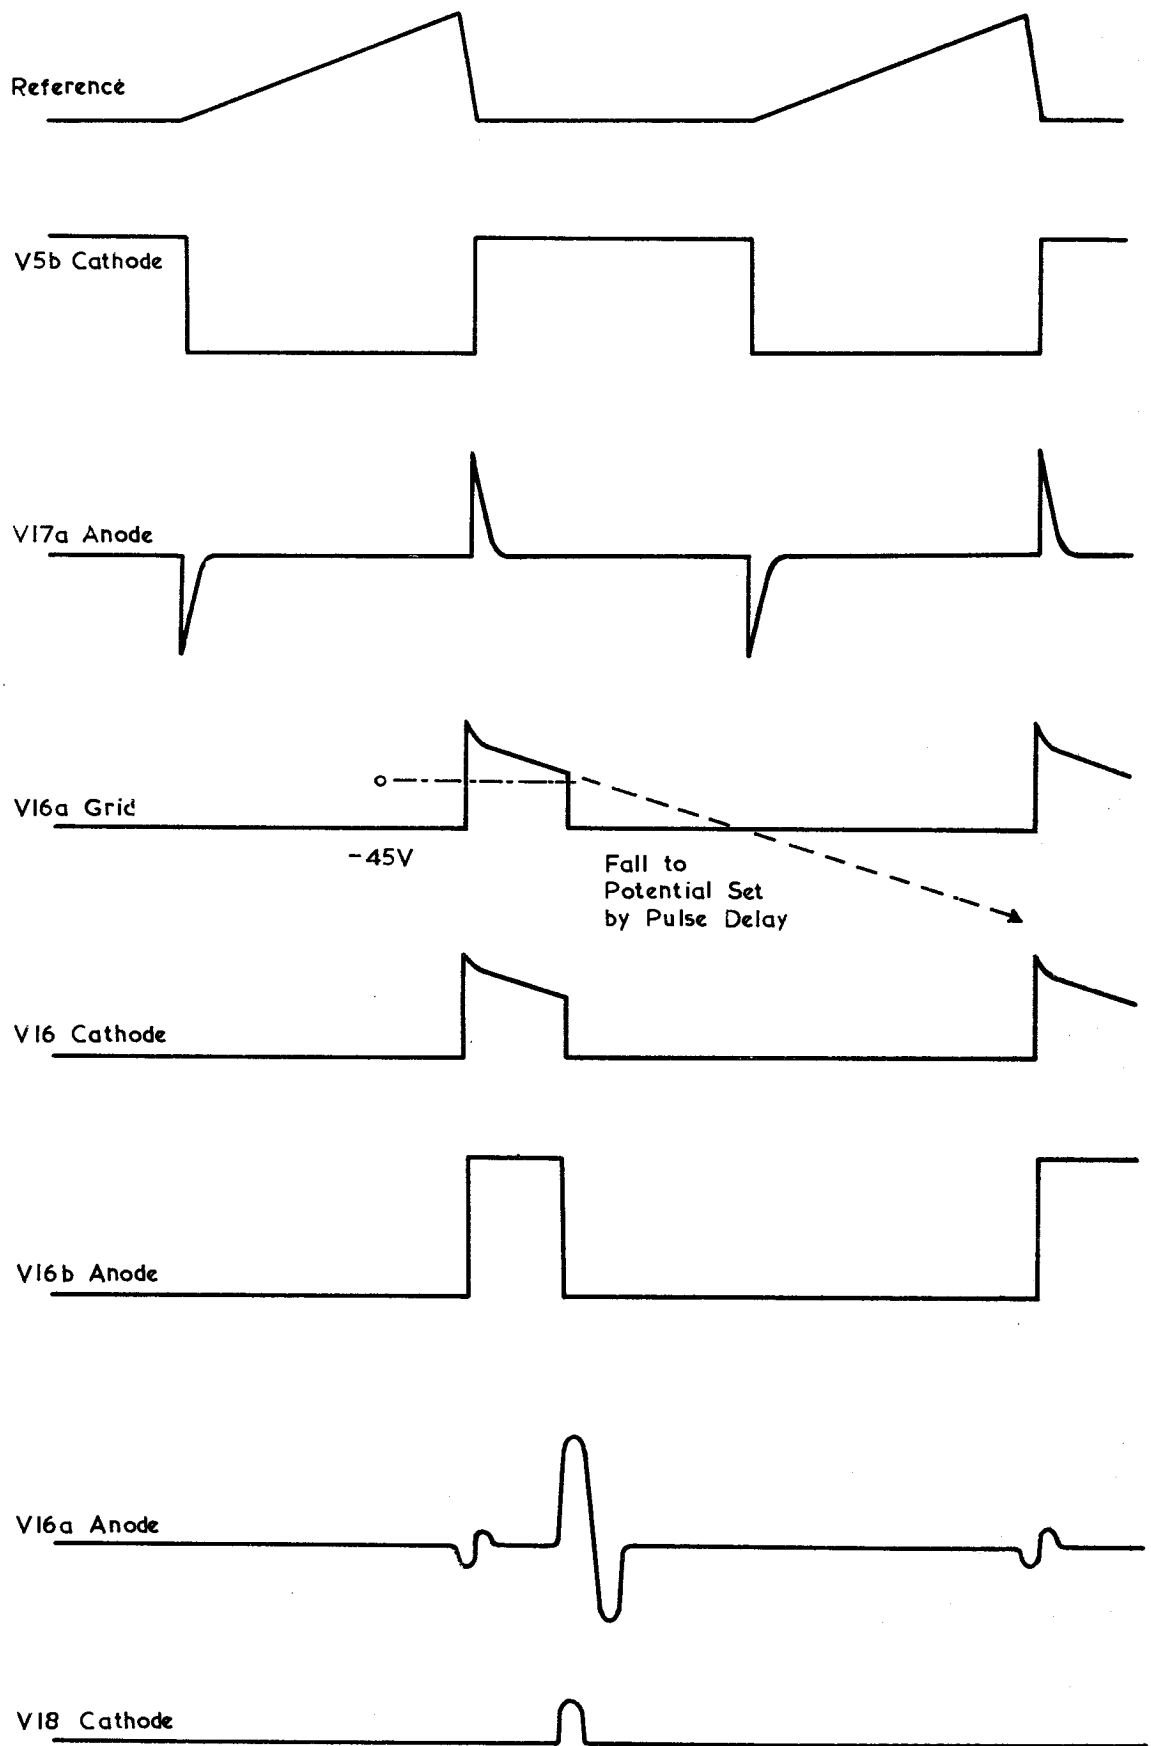 Reference
V5b Cathode
V17a Anode
V16a Grid
-45V
Fall to
Potential Set
by Pulse Delay
V16 Cathode
V16b Anode
V16a Anode
V18 Cathode